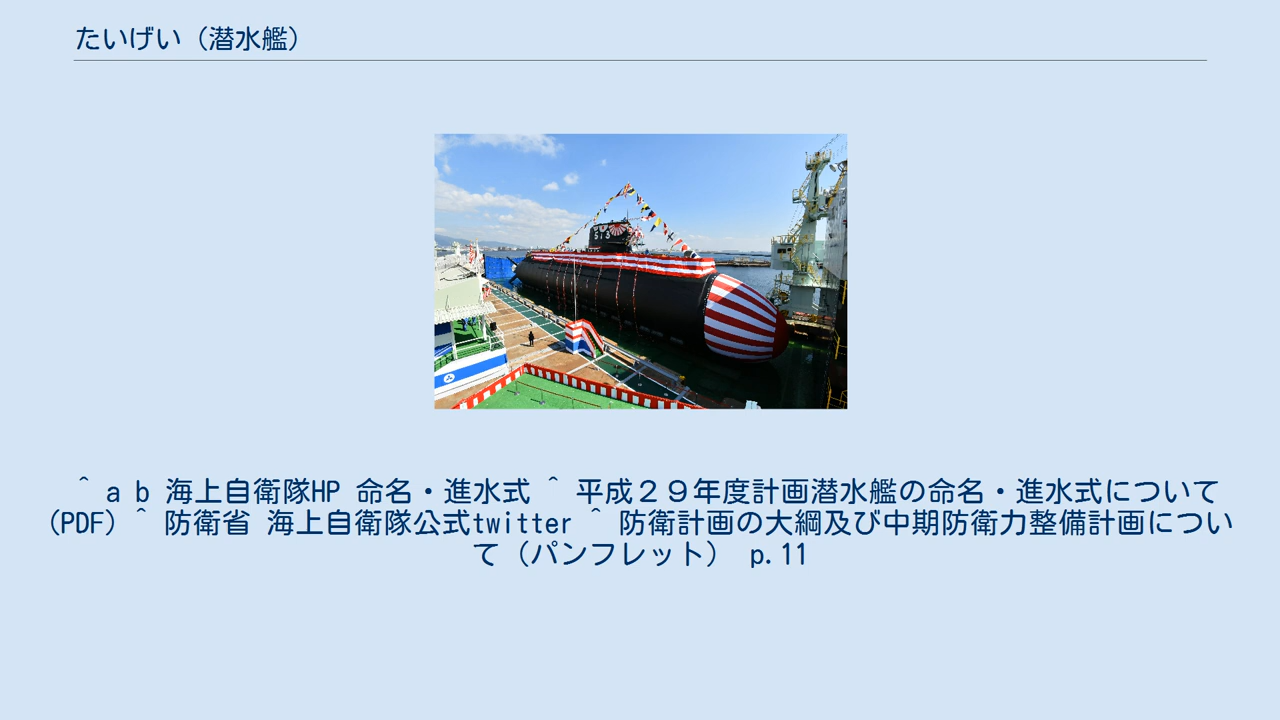 たいげい（潜水艦）
513
^ a b 海上自衛隊HP 命名・進水式 ^ 平成２９年度計画潜水艦の命名・進水式について
(PDF) ^ 防衛省 海上自衛隊公式twitter ^ 防衛計画の大綱及び中期防衛力整備計画につい
て（パンフレット） p.11